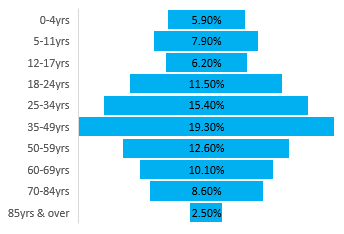 0-4yrs 5.90%
5-11yrs 7.90%
12-17yrs 6.20%
18-24yrs 11.50%
25-34yrs 15.40%
35-49yrs 19.30%
50-59yrs 12.60%
60-69yrs 10.10%
70-84yrs 8.60%
85yrs & over 2.50%